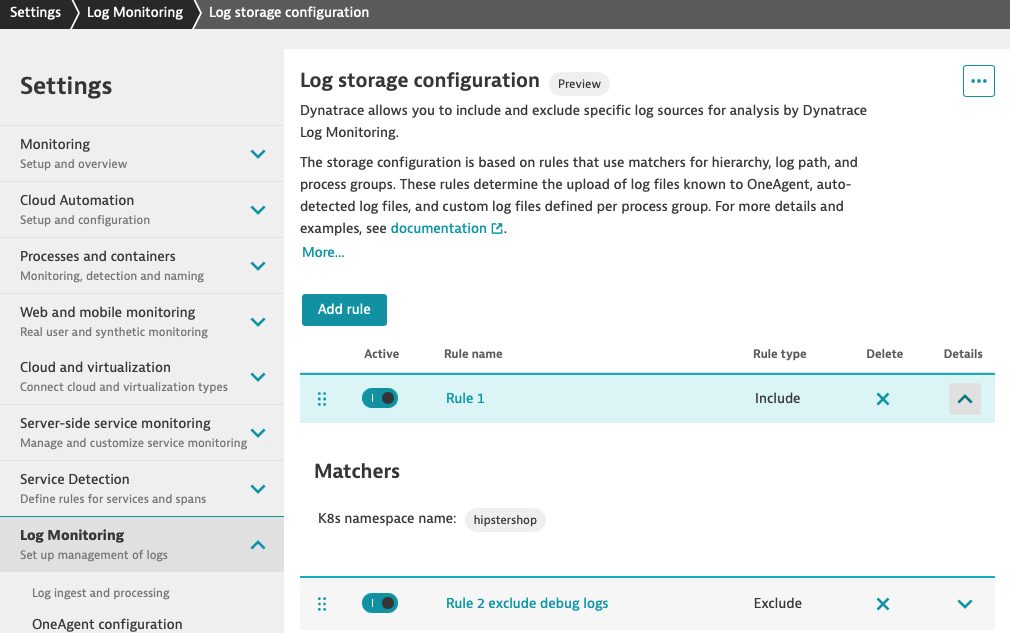 Settings
Log Monitoring
Log storage configuration
Settings
Monitoring
Setup and overview
Cloud Automation
Setup and configuration
Processes and containers
Monitoring, detection and naming
Web and mobile monitoring
Real user and synthetic monitoring
Cloud and virtualization
Connect cloud and virtualization types
Server-side service monitoring
Manage and customize service monitoring
Service Detection
Define rules for services and spans
Log Monitoring
Set up management of logs
Log ingest and processing
OneAgent configuration
Log storage configuration Preview
Dynatrace allows you to include and exclude specific log sources for analysis by Dynatrace
Log Monitoring.
The storage configuration is based on rules that use matchers for hierarchy, log path, and
process groups. These rules determine the upload of log files known to OneAgent, auto-
detected log files, and custom log files defined per process group. For more details and
examples, see documentation.
More...
Add rule
Active Rule name Rule type Delete Details
Rule 1 Include
Matchers
K8s namespace name: hipstershop
Rule 2 exclude debug logs Exclude